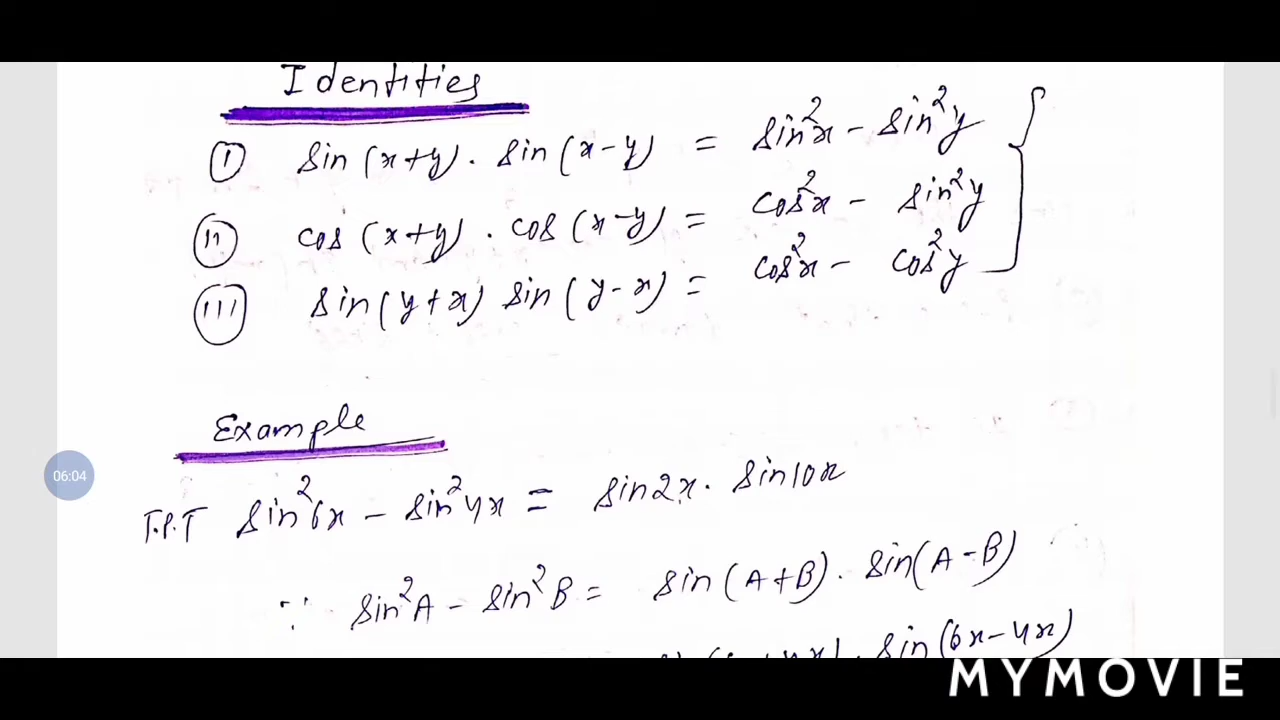 Identities
(I) sin (x+y) . sin (x-y) = sin²x - sin²y
(II) cos (x+y) . cos (x-y) = cos²x - sin²y
(III) sin (y+x) sin (y-x) = cos²x - cos²y
Example
06:04
T.P.T sin²6x - sin²4x = sin2x . sin10x
∵ sin²A - sin²B = sin (A+B) . sin (A-B)
. sin (6x-4x)
MYMOVIE